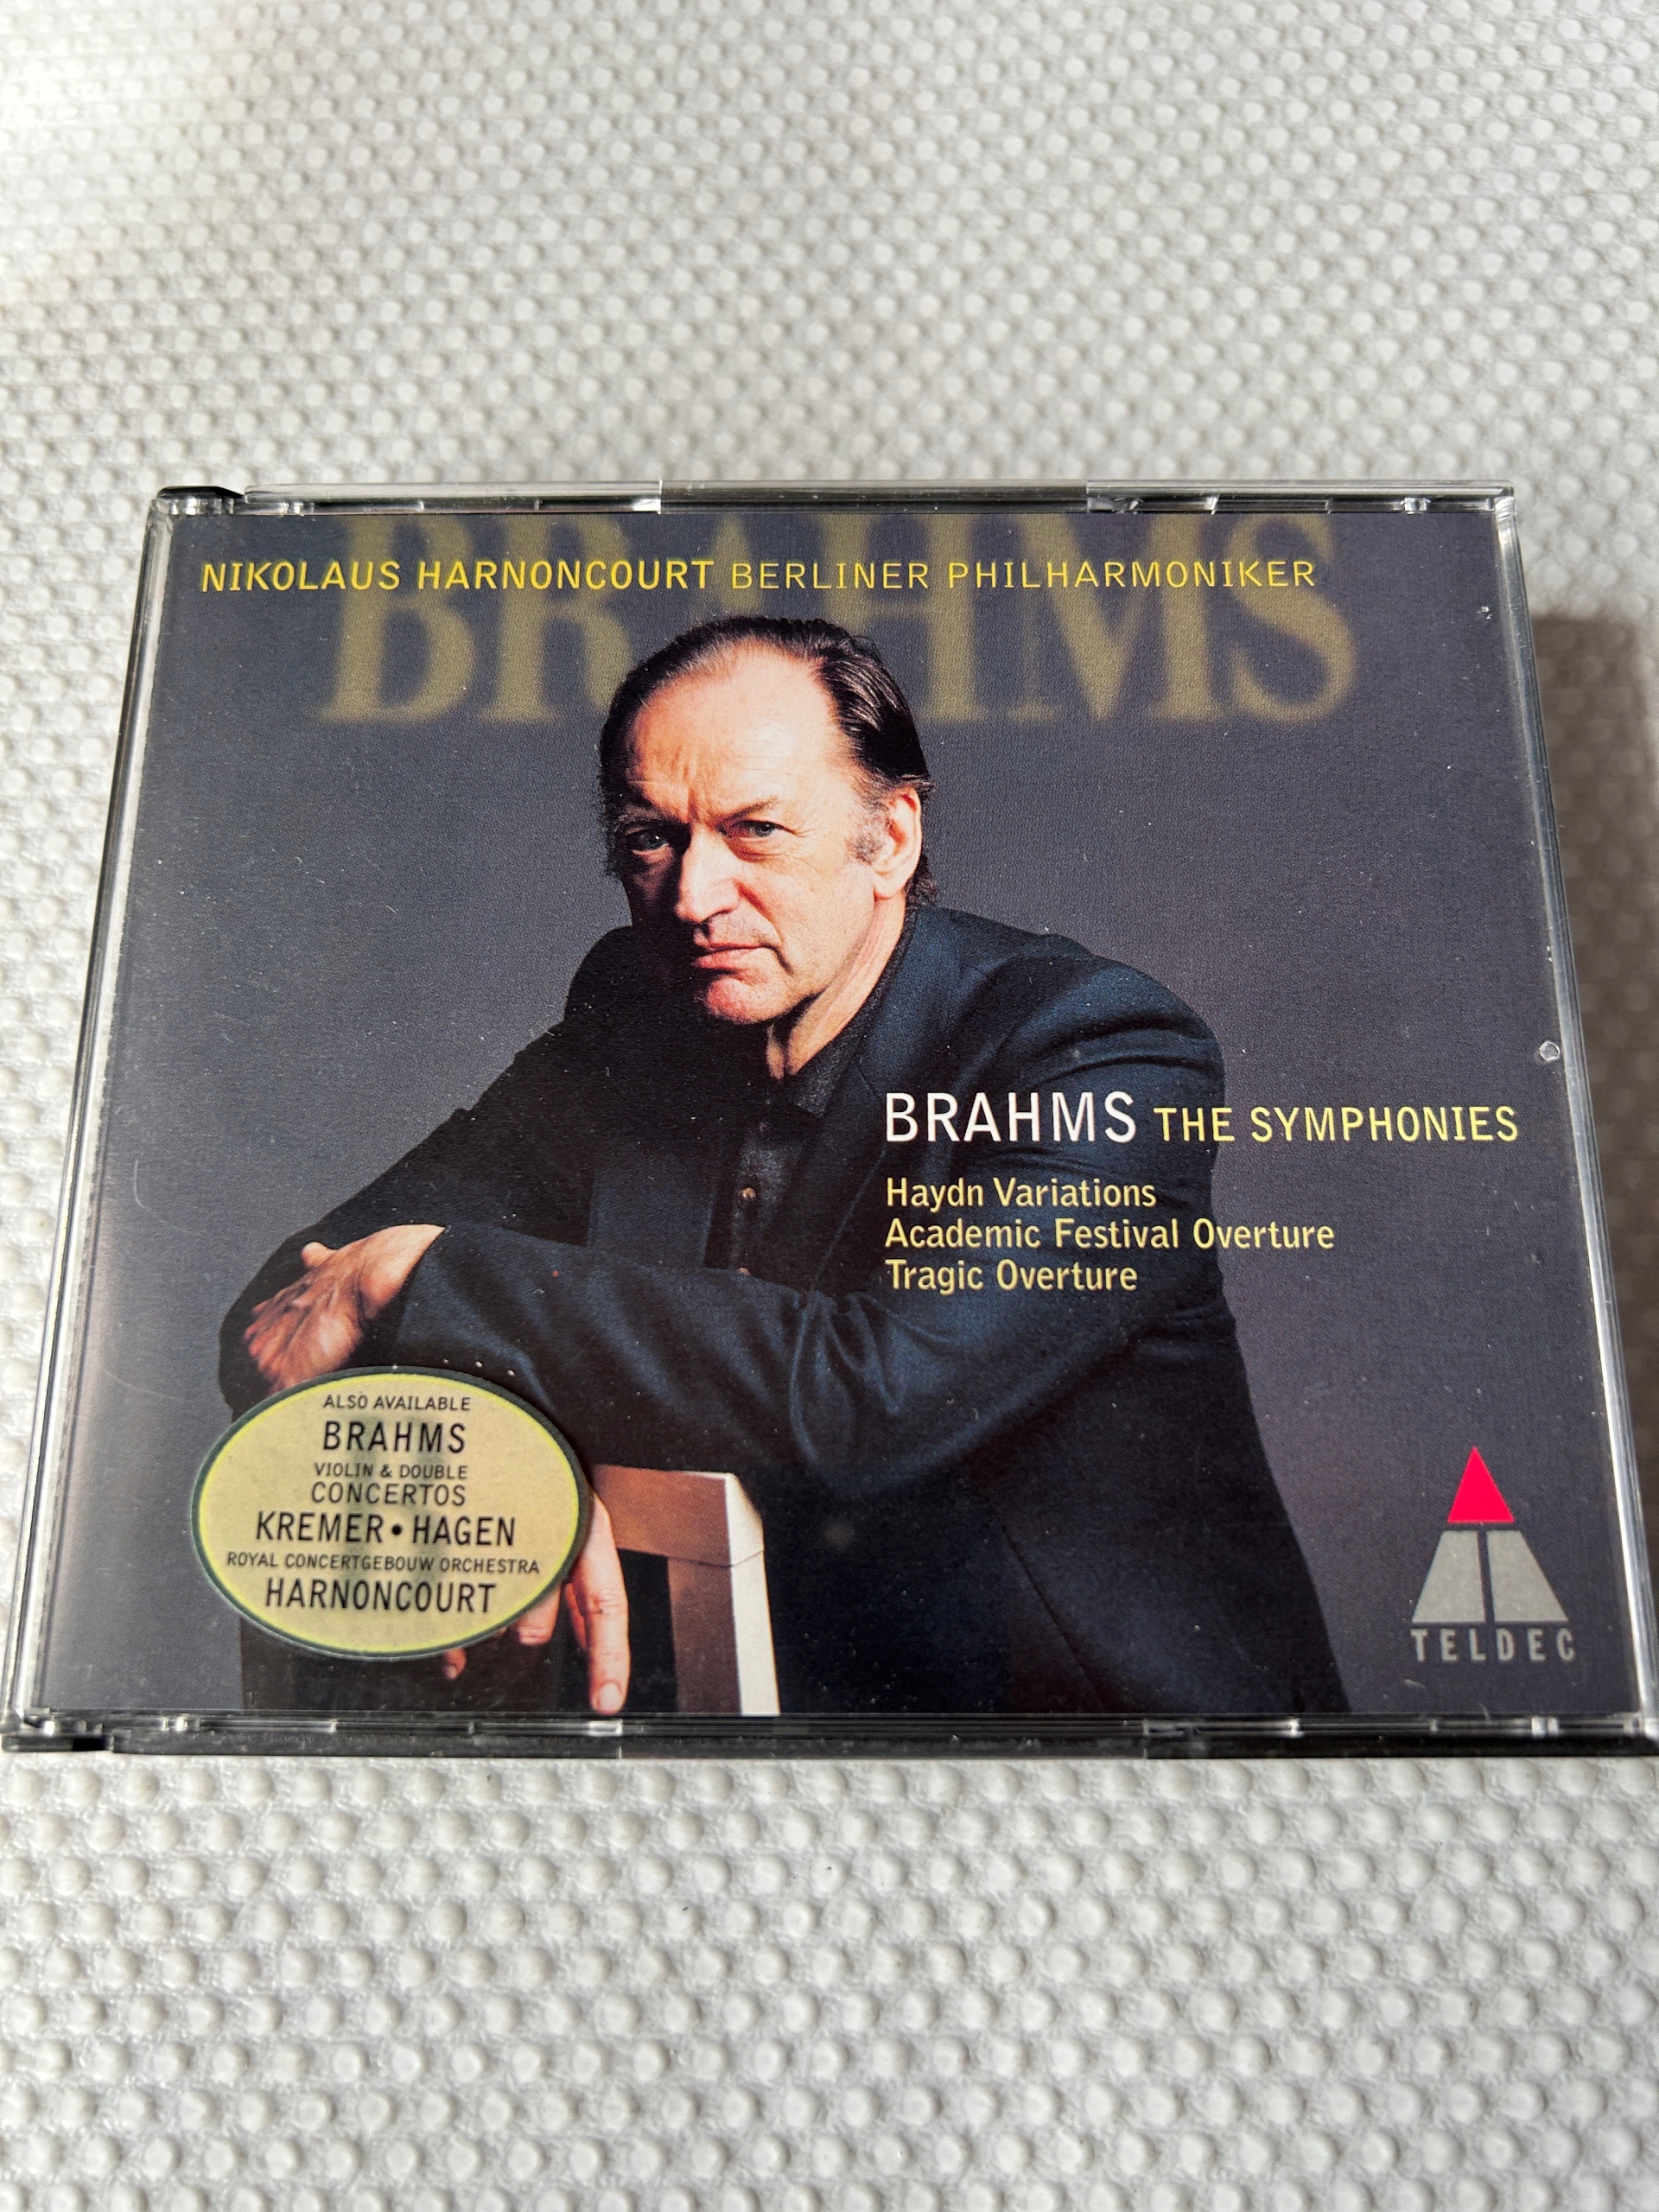 BRAHMS
NIKOLAUS HARNONCOURT BERLINER PHILHARMONIKER
BRAHMS THE SYMPHONIES
Haydn Variations
Academic Festival Overture
Tragic Overture
ALSO AVAILABLE
BRAHMS
VIOLIN & DOUBLE
CONCERTOS
KREMER • HAGEN
ROYAL CONCERTGEBOUW ORCHESTRA
HARNONCOURT
TELDEC